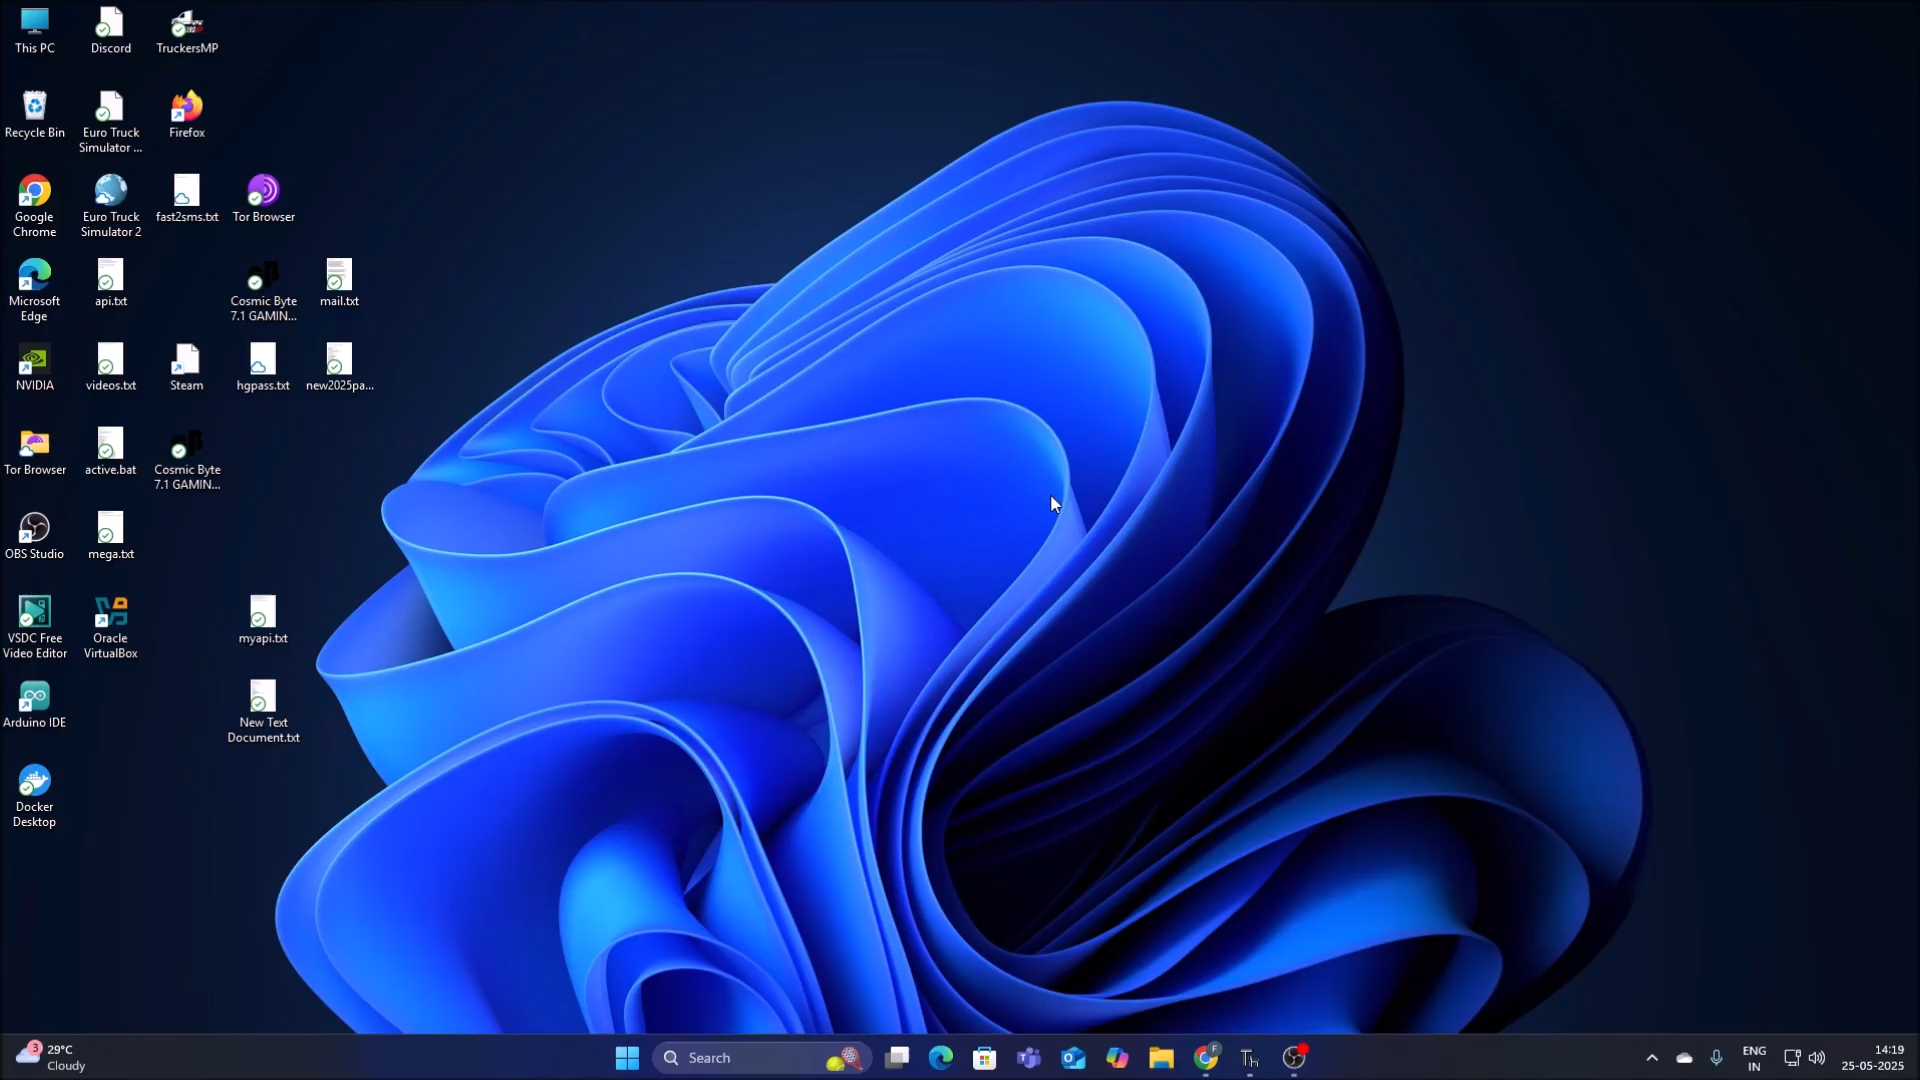 This PC
Discord
TruckersMP
Recycle Bin
Euro Truck
Simulator ...
Firefox
Google
Chrome
Euro Truck
Simulator 2
fast2sms.txt
Tor Browser
Microsoft
Edge
api.txt
Cosmic Byte
7.1 GAMIN...
mail.txt
NVIDIA
videos.txt
Steam
hgpass.txt
new2025pa...
Tor Browser
active.bat
Cosmic Byte
7.1 GAMIN...
OBS Studio
mega.txt
VSDC Free
Video Editor
Oracle
VirtualBox
myapi.txt
Arduino IDE
New Text
Document.txt
Docker
Desktop
3
29°C
Cloudy
Search
F
ENG
IN
14:19
25-05-2025